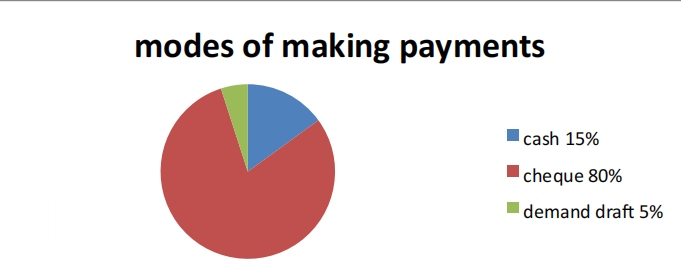 modes of making payments
cash 15%
cheque 80%
demand draft 5%